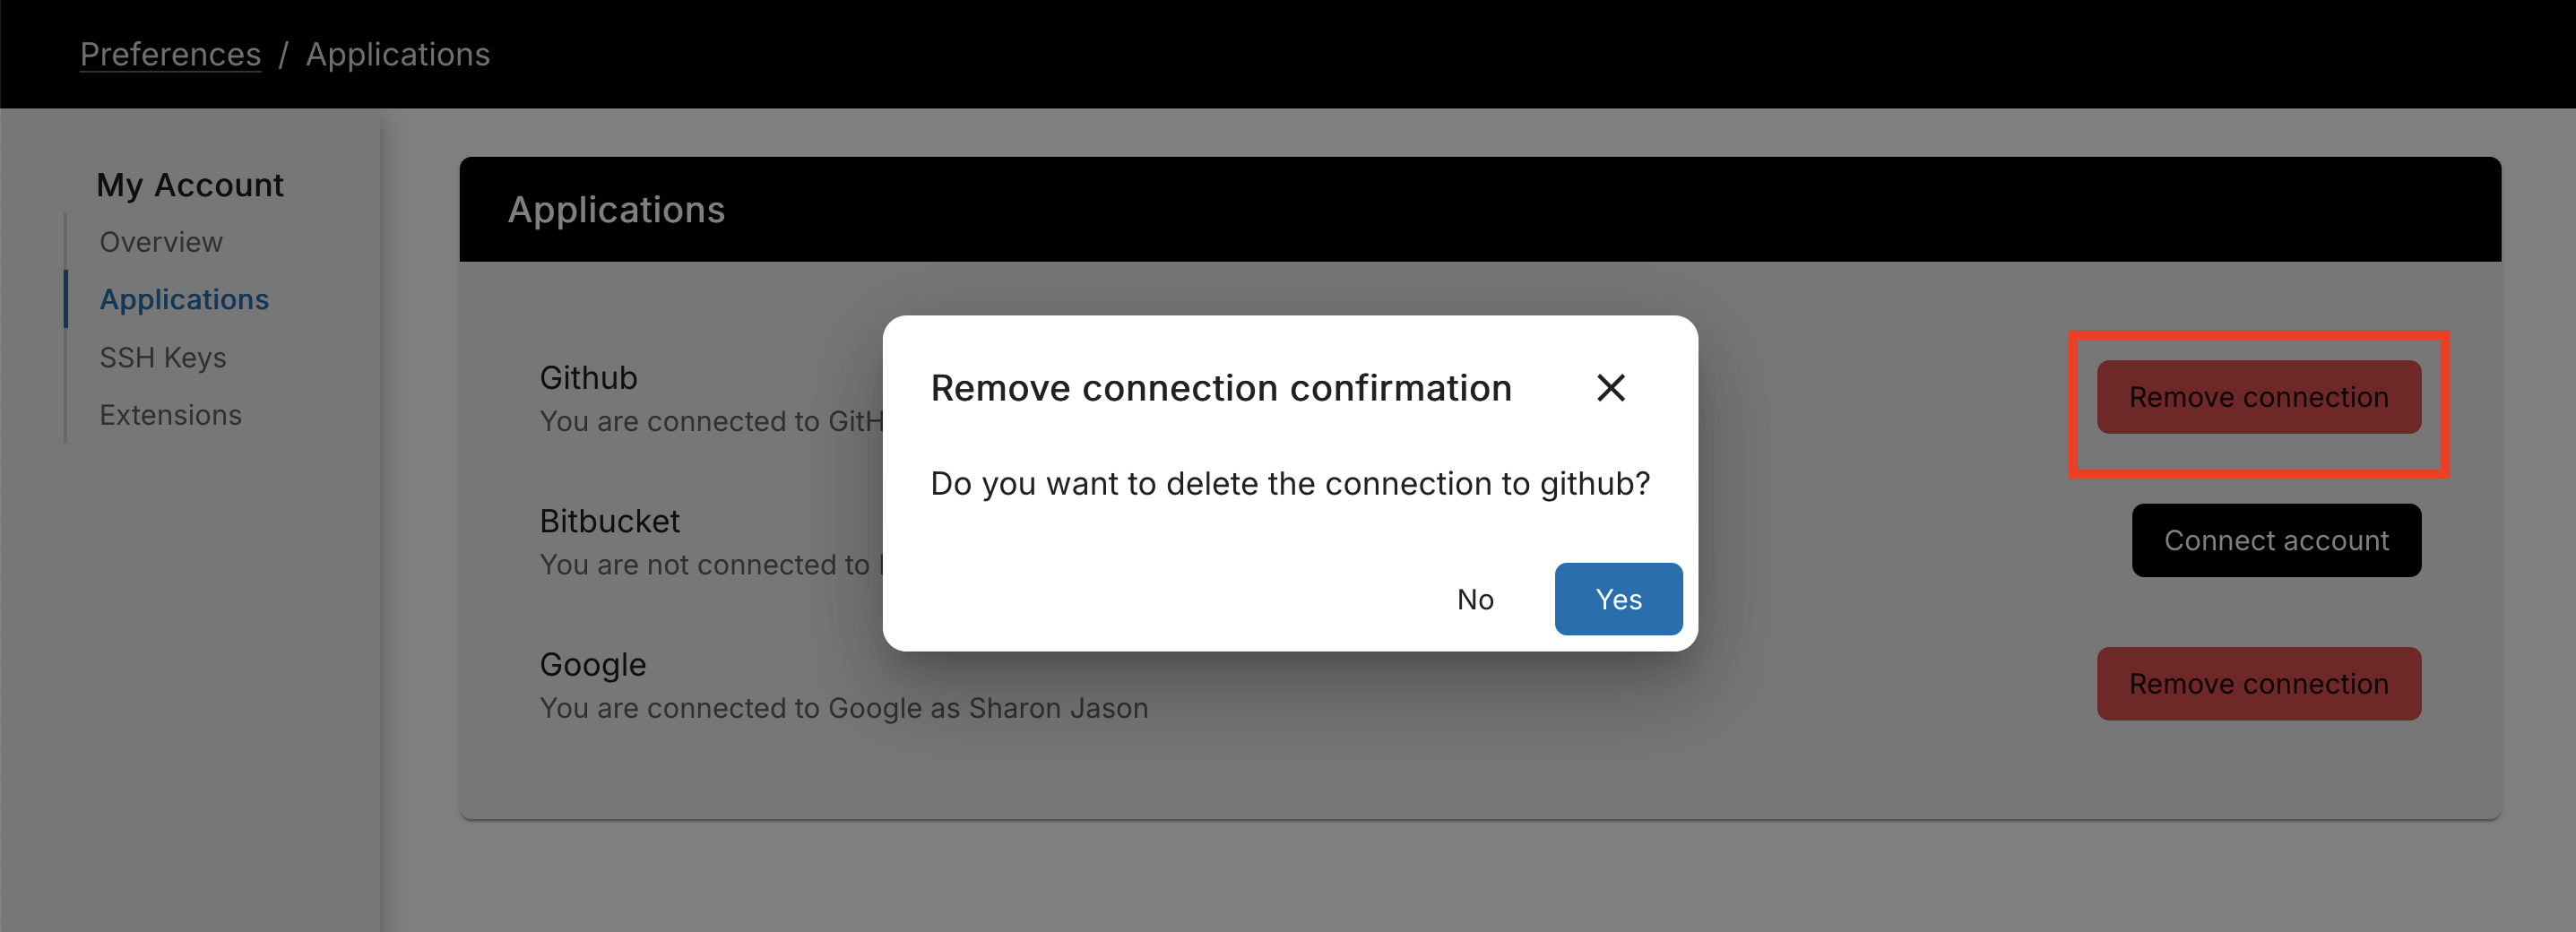 Preferences / Applications
My Account
Overview
Applications
SSH Keys
Extensions
Applications
Github
You are connected to
Remove connection
Bitbucket
You are not connected to
Connect account
Google
You are connected to Google as Sharon Jason
Remove connection
Remove connection confirmation
Do you want to delete the connection to github?
No
Yes